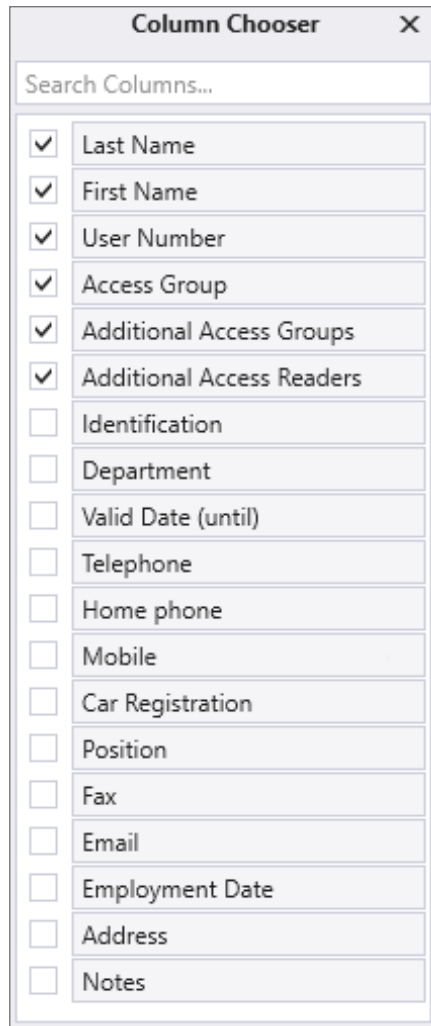 Column Chooser
Search Columns...
Last Name
First Name
User Number
Access Group
Additional Access Groups
Additional Access Readers
Identification
Department
Valid Date (until)
Telephone
Home phone
Mobile
Car Registration
Position
Fax
Email
Employment Date
Address
Notes